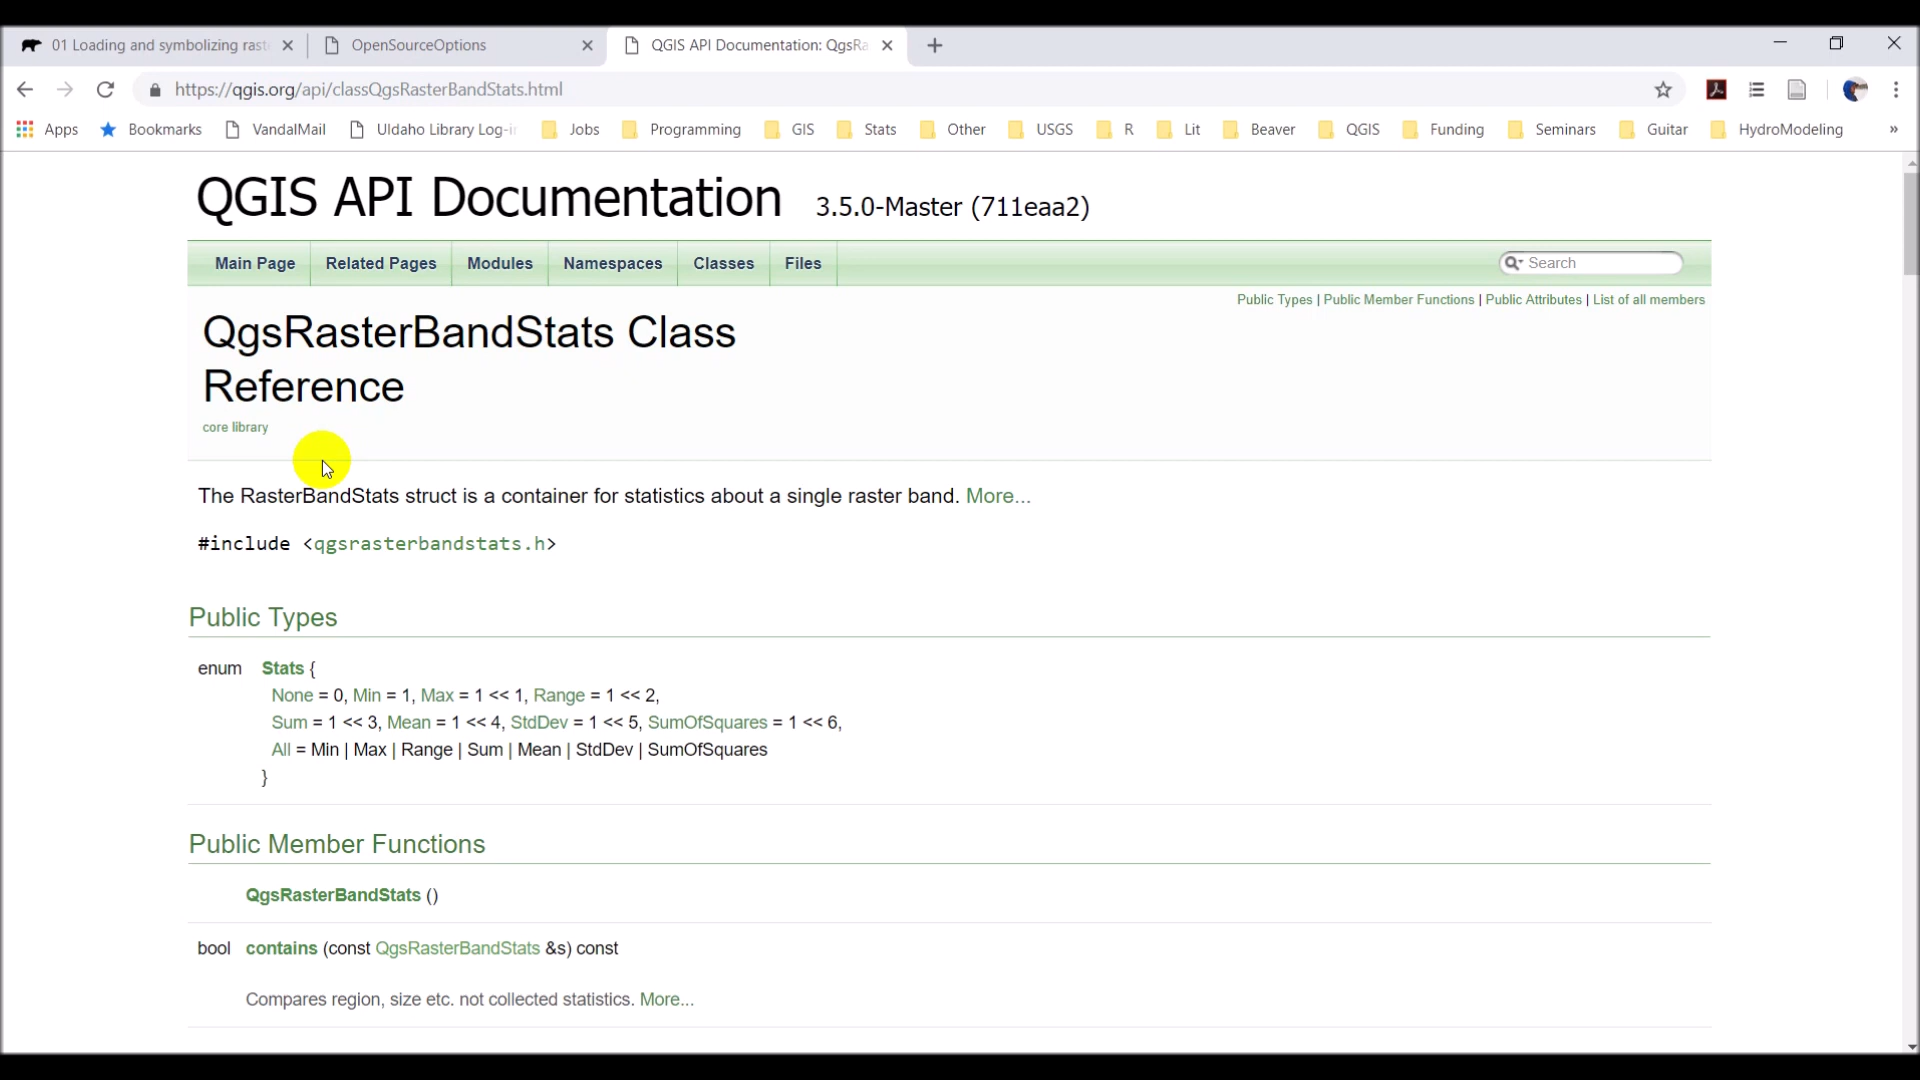 01 Loading and symbolizing rast
OpenSourceOptions
QGIS API Documentation: QgsRa
https://qgis.org/api/classQgsRasterBandStats.html
Apps
Bookmarks
VandalMail
UIdaho Library Log-i
Jobs
Programming
GIS
Stats
Other
USGS
R
Lit
Beaver
QGIS
Funding
Seminars
Guitar
HydroModeling
»
QGIS API Documentation 3.5.0-Master (711eaa2)
Main Page
Related Pages
Modules
Namespaces
Classes
Files
Search
Public Types | Public Member Functions | Public Attributes | List of all members
QgsRasterBandStats Class
Reference
core library
The RasterBandStats struct is a container for statistics about a single raster band. More...
#include <qgsrasterbandstats.h>
Public Types
enum Stats {
None = 0, Min = 1, Max = 1 << 1, Range = 1 << 2,
Sum = 1 << 3, Mean = 1 << 4, StdDev = 1 << 5, SumOfSquares = 1 << 6,
All = Min | Max | Range | Sum | Mean | StdDev | SumOfSquares
}
Public Member Functions
QgsRasterBandStats ()
bool contains (const QgsRasterBandStats &s) const
Compares region, size etc. not collected statistics. More...